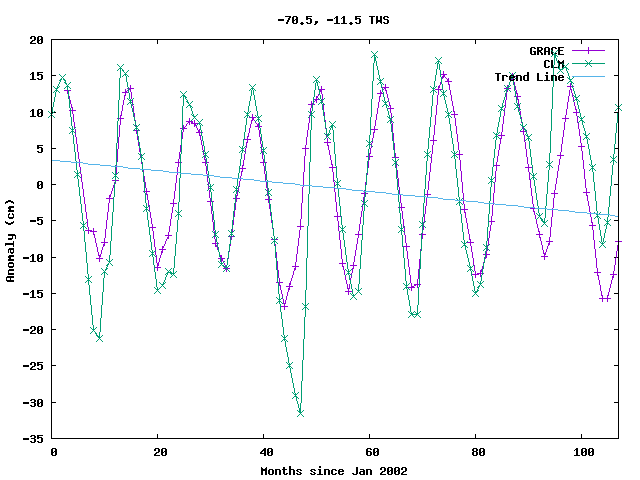 -70.5, -11.5 TWS
GRACE
CLM
Trend Line
20
15
10
5
0
-5
-10
-15
-20
-25
-30
-35
Anomaly (cm)
0 20 40 60 80 100
Months since Jan 2002